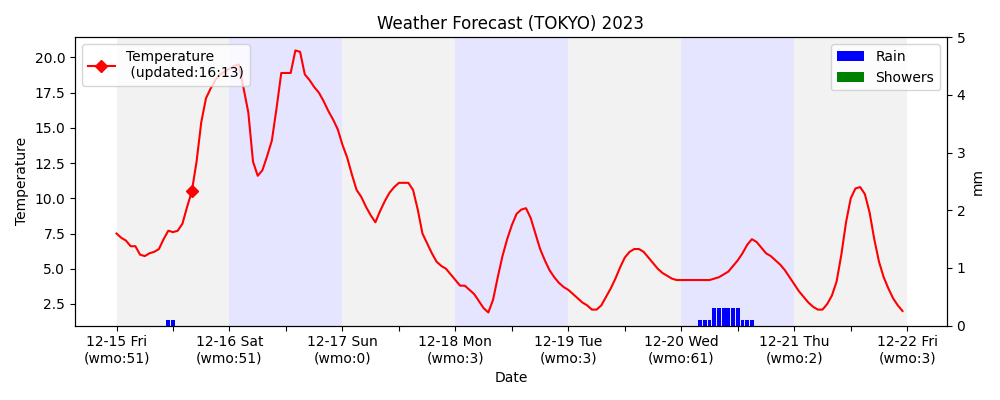 Weather Forecast (TOKYO) 2023
Temperature
(updated:16:13)
Rain
Showers
20.0
17.5
15.0
12.5
10.0
7.5
5.0
2.5
Temperature
5
4
3
2
1
0
mm
12-15 Fri
(wmo:51)
12-16 Sat
(wmo:51)
12-17 Sun
(wmo:0)
12-18 Mon
(wmo:3)
12-19 Tue
(wmo:3)
12-20 Wed
(wmo:61)
12-21 Thu
(wmo:2)
12-22 Fri
(wmo:3)
Date